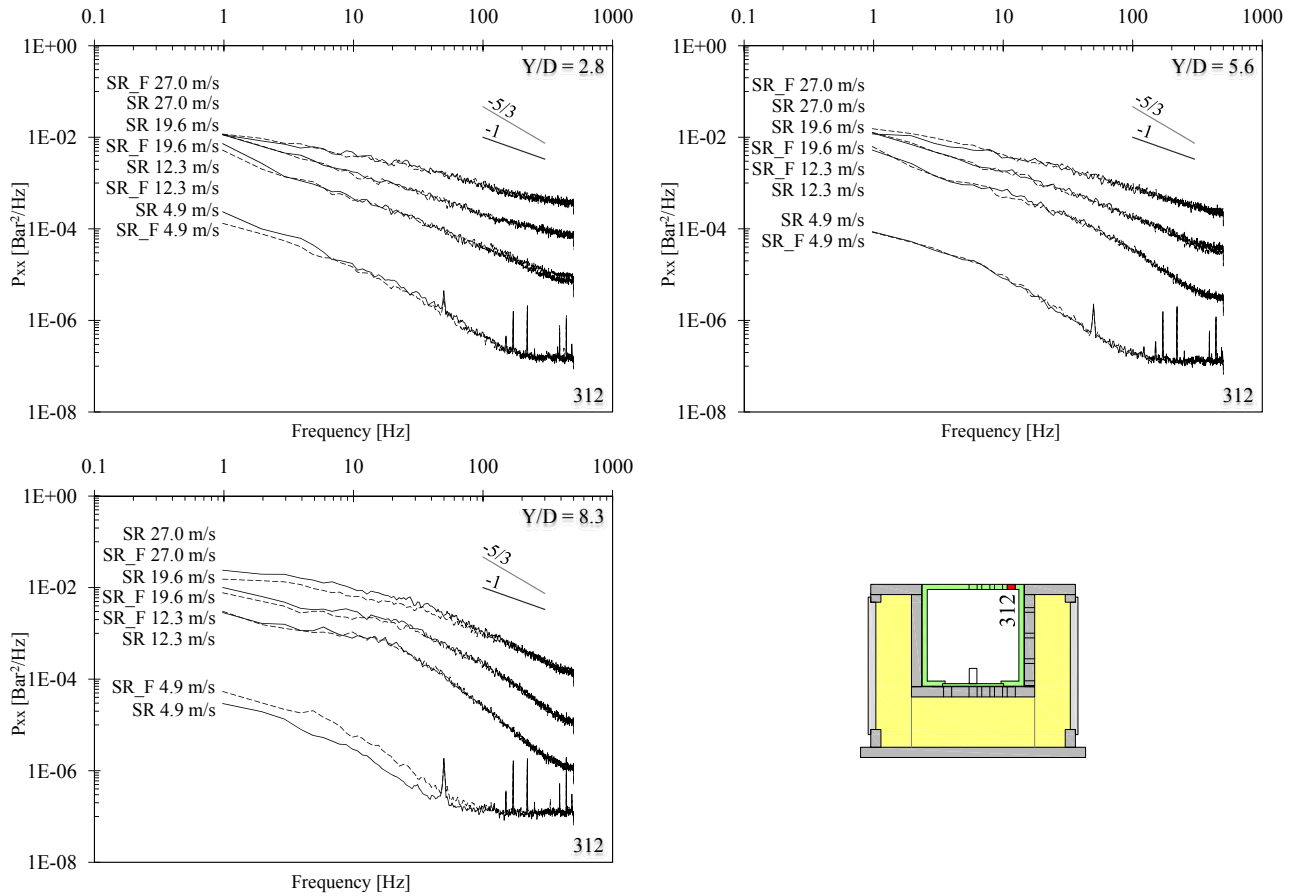 0.1 1 10 100 1000
1E+00
Y/D = 2.8
SR_F 27.0 m/s
SR 27.0 m/s
SR 19.6 m/s
SR_F 19.6 m/s
SR 12.3 m/s
SR_F 12.3 m/s
SR 4.9 m/s
SR_F 4.9 m/s
-5/3
-1
1E-02
1E-04
1E-06
1E-08
Pxx [Bar²/Hz]
312
Frequency [Hz]
0.1 1 10 100 1000
1E+00
Y/D = 5.6
SR_F 27.0 m/s
SR 27.0 m/s
SR 19.6 m/s
SR_F 19.6 m/s
SR_F 12.3 m/s
SR 12.3 m/s
SR 4.9 m/s
SR_F 4.9 m/s
-5/3
-1
1E-02
1E-04
1E-06
1E-08
Pxx [Bar²/Hz]
312
Frequency [Hz]
0.1 1 10 100 1000
1E+00
Y/D = 8.3
SR 27.0 m/s
SR_F 27.0 m/s
SR 19.6 m/s
SR_F 19.6 m/s
SR_F 12.3 m/s
SR 12.3 m/s
SR_F 4.9 m/s
SR 4.9 m/s
-5/3
-1
1E-02
1E-04
1E-06
1E-08
Pxx [Bar²/Hz]
312
Frequency [Hz]
312